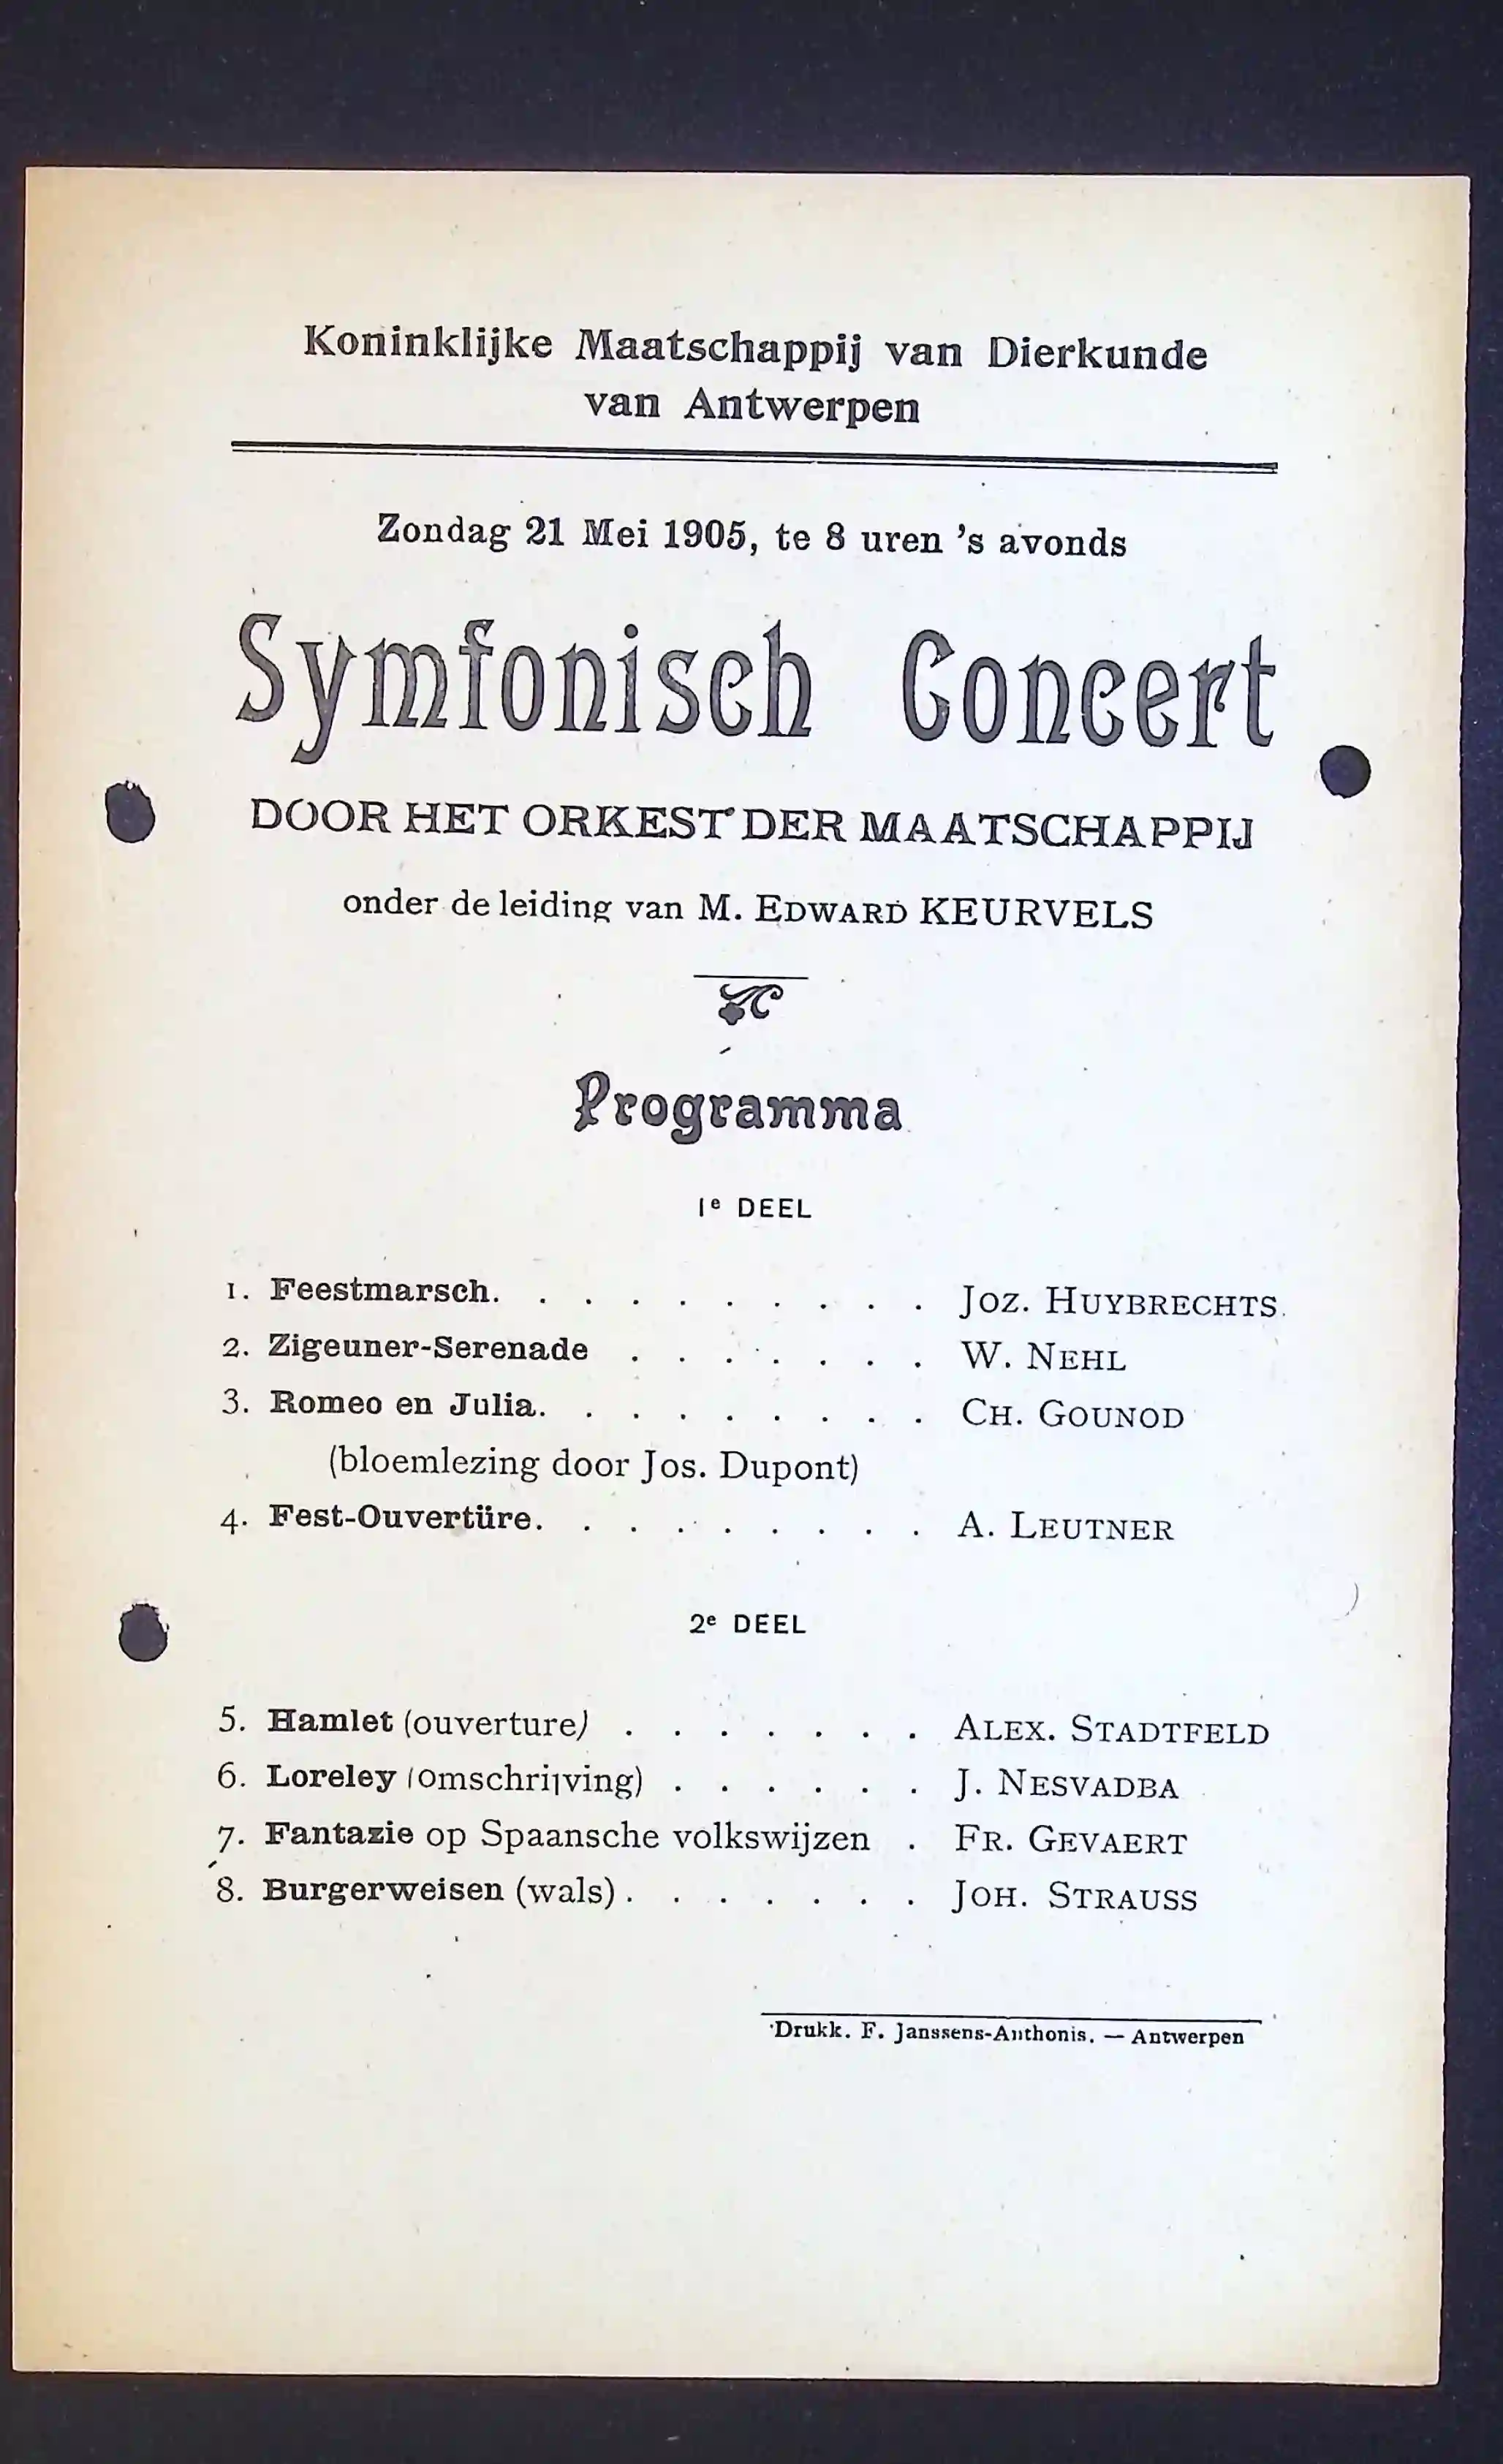 Koninklijke Maatschappij van Dierkunde
van Antwerpen
Zondag 21 Mei 1905, te 8 uren 's avonds
Symfonisch Concert
DOOR HET ORKEST DER MAATSCHAPPIJ
onder de leiding van M. EDWARD KEURVELS
Programma
1e DEEL
1. Feestmarsch. . . . . . . . . . JOZ. HUYBRECHTS.
2. Zigeuner-Serenade . . . . . . . W. NEHL
3. Romeo en Julia. . . . . . . . . CH. GOUNOD
(bloemlezing door Jos. Dupont)
4. Fest-Ouvertüre. . . . . . . . . A. LEUTNER
2e DEEL
5. Hamlet (ouverture) . . . . . . . ALEX. STADTFELD
6. Loreley (omschrijving) . . . . . . J. NESVADBA
7. Fantazie op Spaansche volkswijzen . FR. GEVAERT
8. Burgerweisen (wals) . . . . . . . JOH. STRAUSS
Drukk. F. Janssens-Anthonis. — Antwerpen